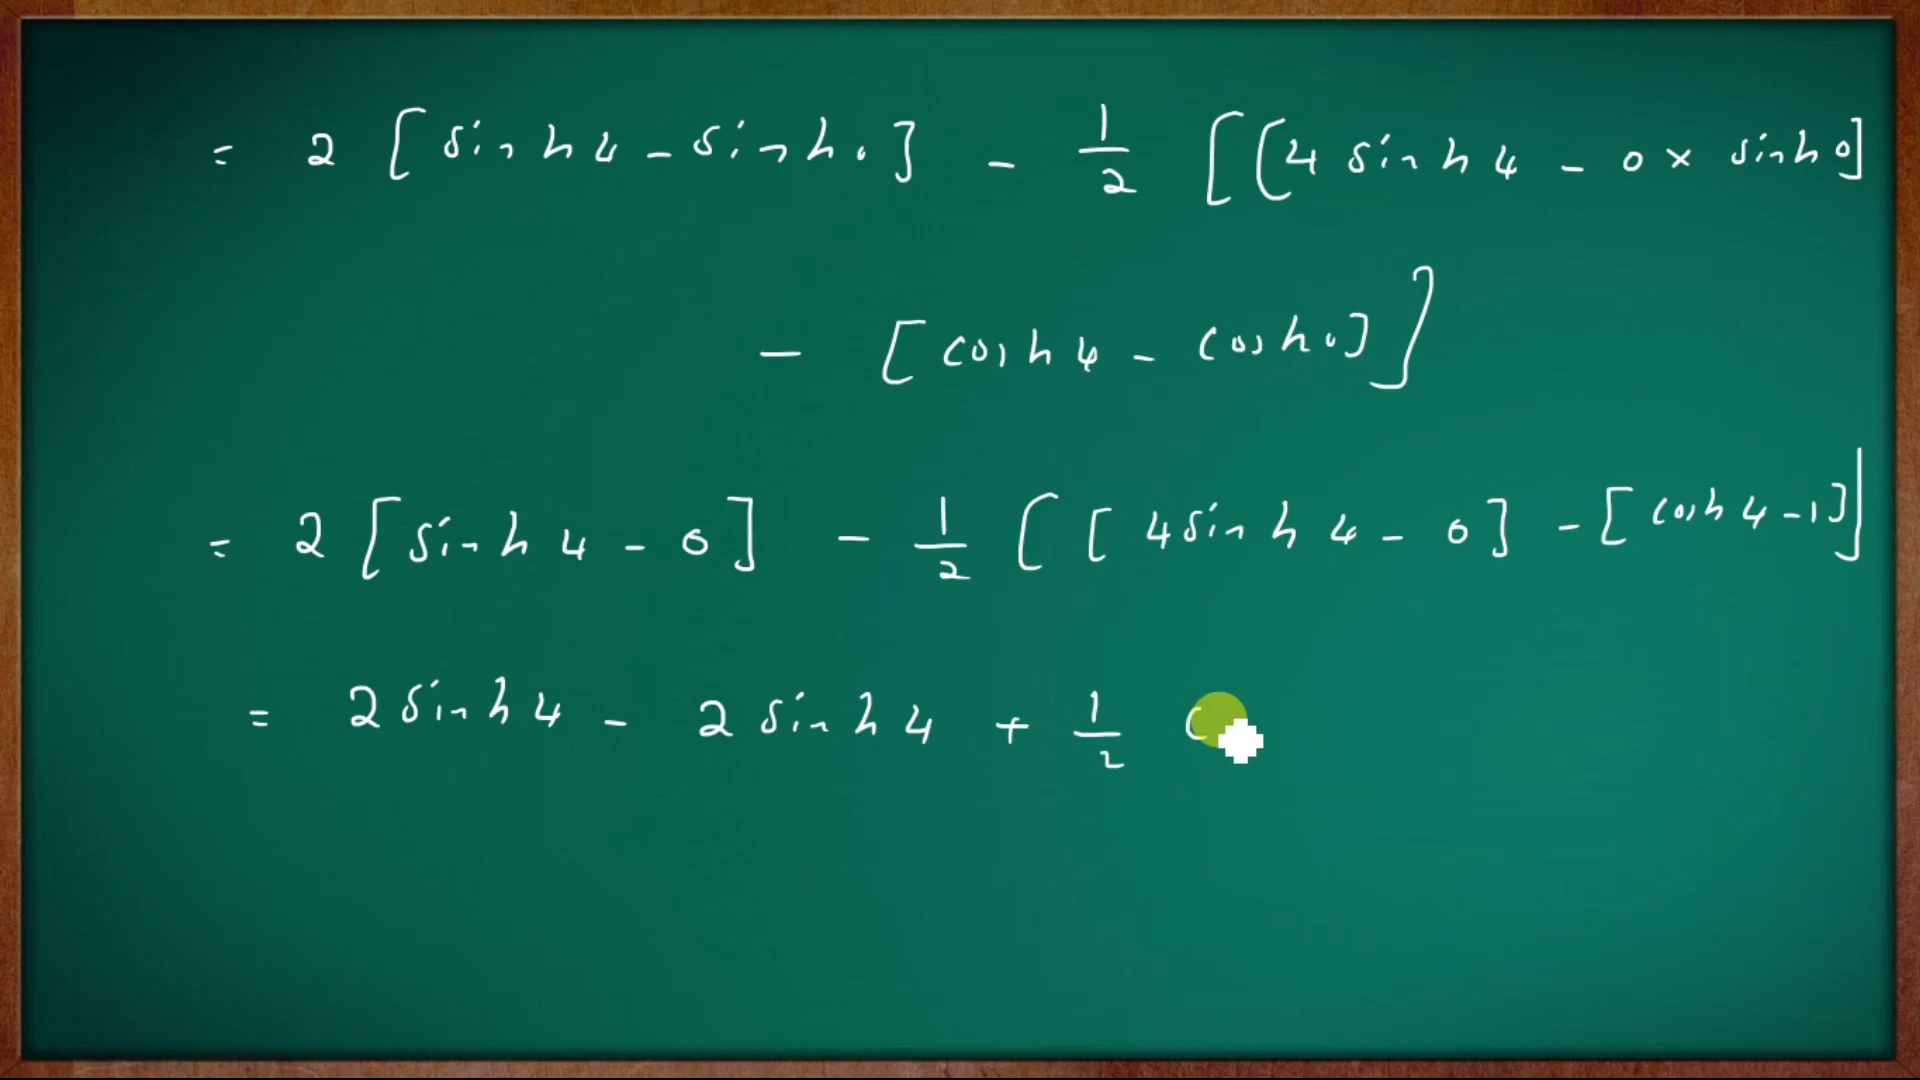 = 2 [sinh 4 - sinh 0] - 1/2 [[4 sinh 4 - 0 × sinh 0]
- [cosh 4 - cosh 0]]
= 2 [sinh 4 - 0] - 1/2 [[4 sinh 4 - 0] - [cosh 4 - 1]]
= 2 sinh 4 - 2 sinh 4 + 1/2 c